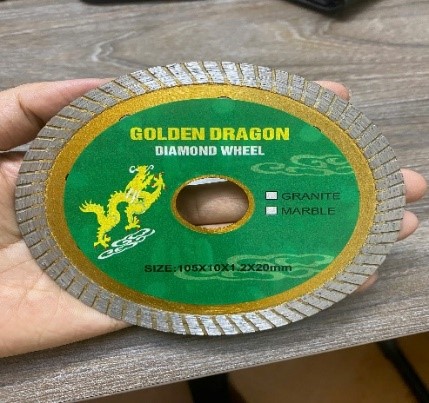 GOLDEN DRAGON
DIAMOND WHEEL
GRANITE
MARBLE
SIZE:105X10X1.2X20mm